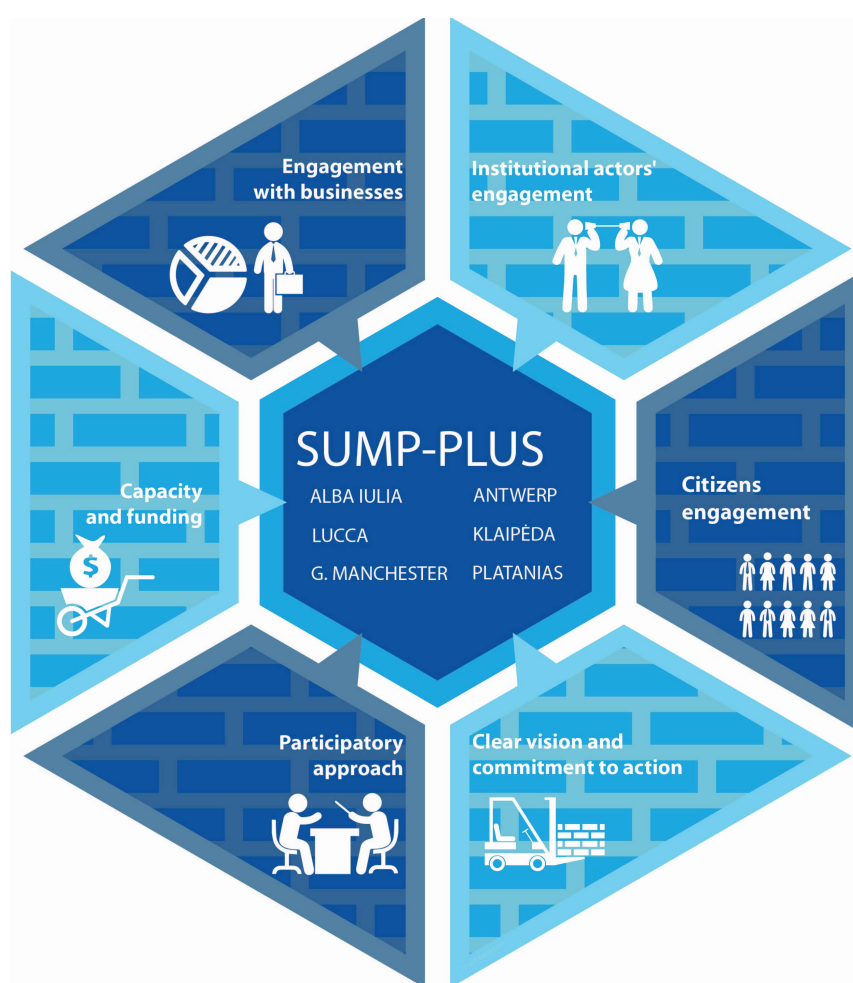 Engagement
with businesses
Institutional actors'
engagement
SUMP-PLUS
ALBA IULIA
ANTWERP
LUCCA
KLAIPĖDA
G. MANCHESTER
PLATANIAS
Capacity
and funding
$
Citizens
engagement
Participatory
approach
Clear vision and
commitment to action